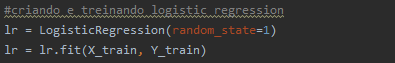 #criando e treinando logistic regression
lr = LogisticRegression(random_state=1)
lr = lr.fit(X_train, Y_train)